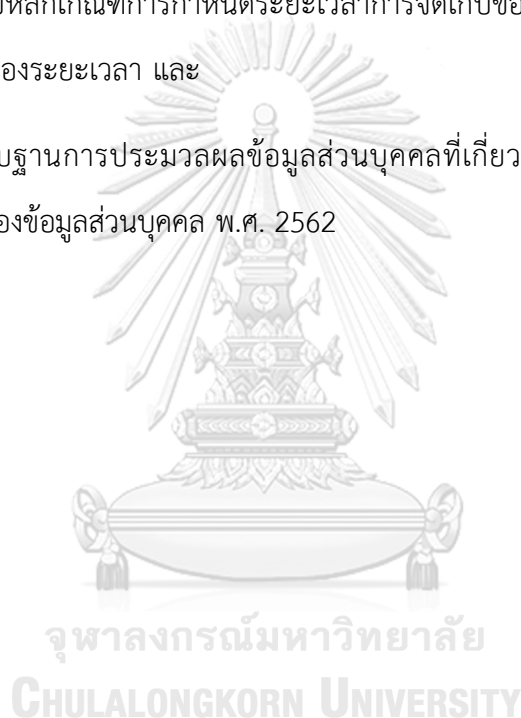 หลักเกณฑ์การกำหนดระยะเวลาการจัดเก็บข้อ
องระยะเวลา และ
บฐานการประมวลผลข้อมูลส่วนบุคคลที่เกี่ยว
องข้อมูลส่วนบุคคล พ.ศ. 2562
จุฬาลงกรณ์มหาวิทยาลัย
CHULALONGKORN UNIVERSITY